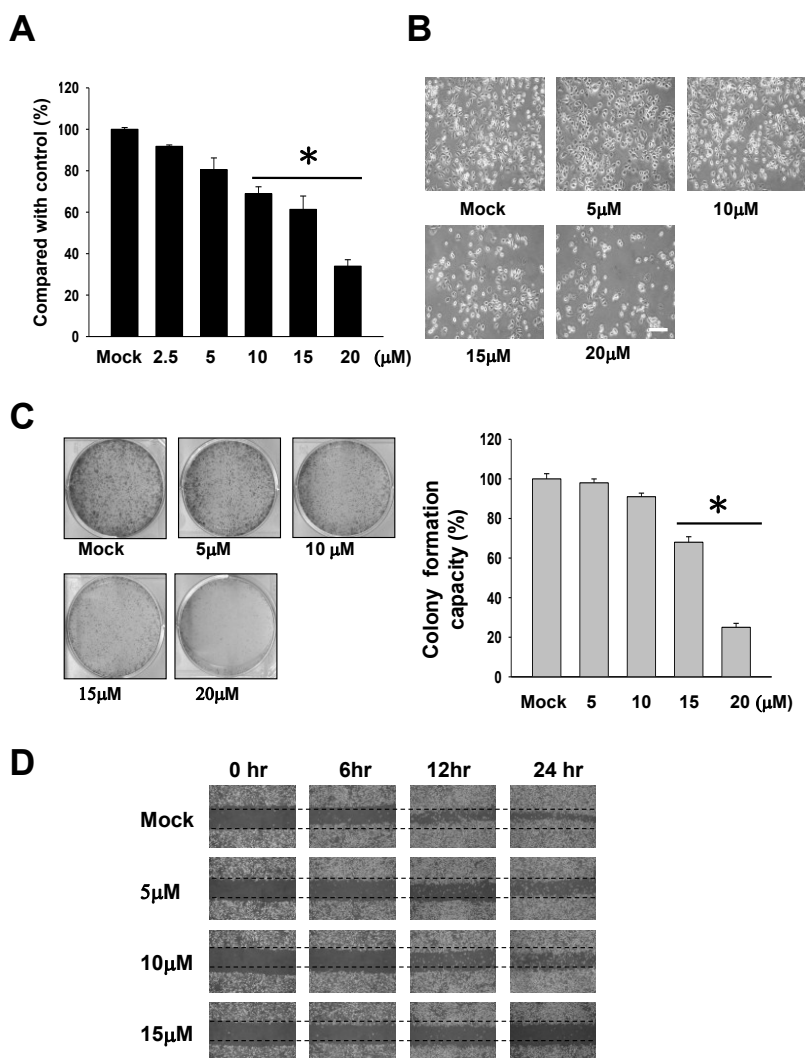 A
Compared with control (%)
120
100
80
60
40
20
0
*
Mock 2.5 5 10 15 20 (µM)
B
Mock 5µM 10µM
15µM 20µM
C
Mock 5µM 10 µM
15µM 20µM
Colony formation
capacity (%)
120
100
80
60
40
20
0
*
Mock 5 10 15 20 (µM)
D
0 hr 6hr 12hr 24 hr
Mock
5µM
10µM
15µM